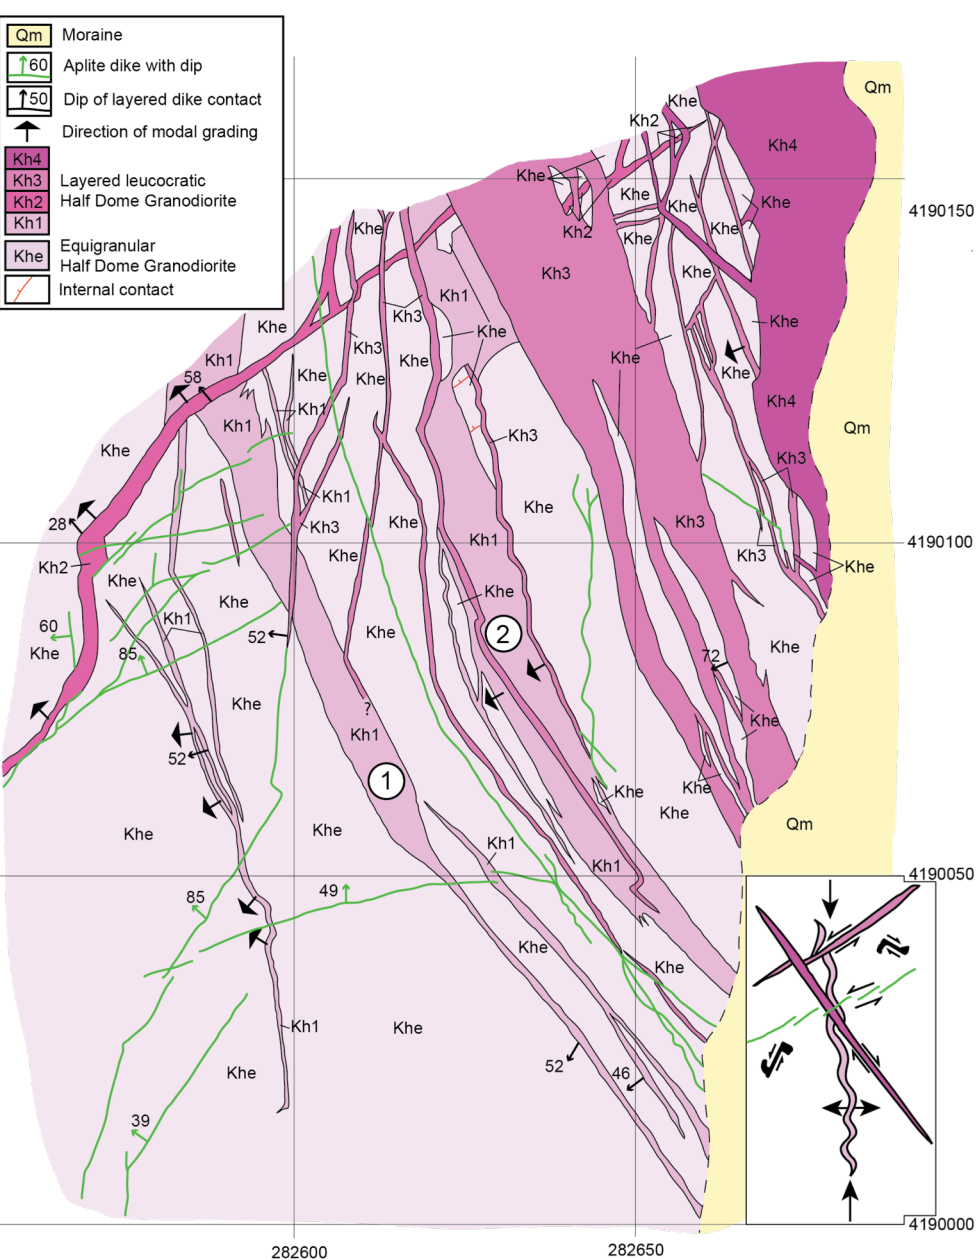 Qm Moraine
60 Aplite dike with dip
50 Dip of layered dike contact
Direction of modal grading
Kh4
Kh3 Layered leucocratic
Kh2 Half Dome Granodiorite
Kh1
Khe Equigranular
Half Dome Granodiorite
Internal contact
Qm
Khe
Kh2
Kh4
Khe
Khe
Khe
Khe
4190150
Kh2
Khe
Khe
Khe
Kh3
Khe
Kh1
Kh3
Khe
Khe
Khe
Kh3
Khe
Khe
Kh1
Khe
Khe
Khe
58
Kh4
Kh1
Kh1
Qm
Kh3
Khe
Kh3
Kh1
Khe
28
Kh3
Khe
Kh3
Kh1
4190100
Khe
Kh3
Kh2
Khe
Khe
Khe
Khe
Kh1
60
52
Khe
2
Khe
Khe
85
72
Khe
Khe
?
Kh1
52
1
Khe
Khe
Khe
Khe
Qm
Khe
Khe
Kh1
Kh1
4190050
49
85
Khe
Khe
Kh1
Khe
52
46
Khe
39
4190000
282600
282650